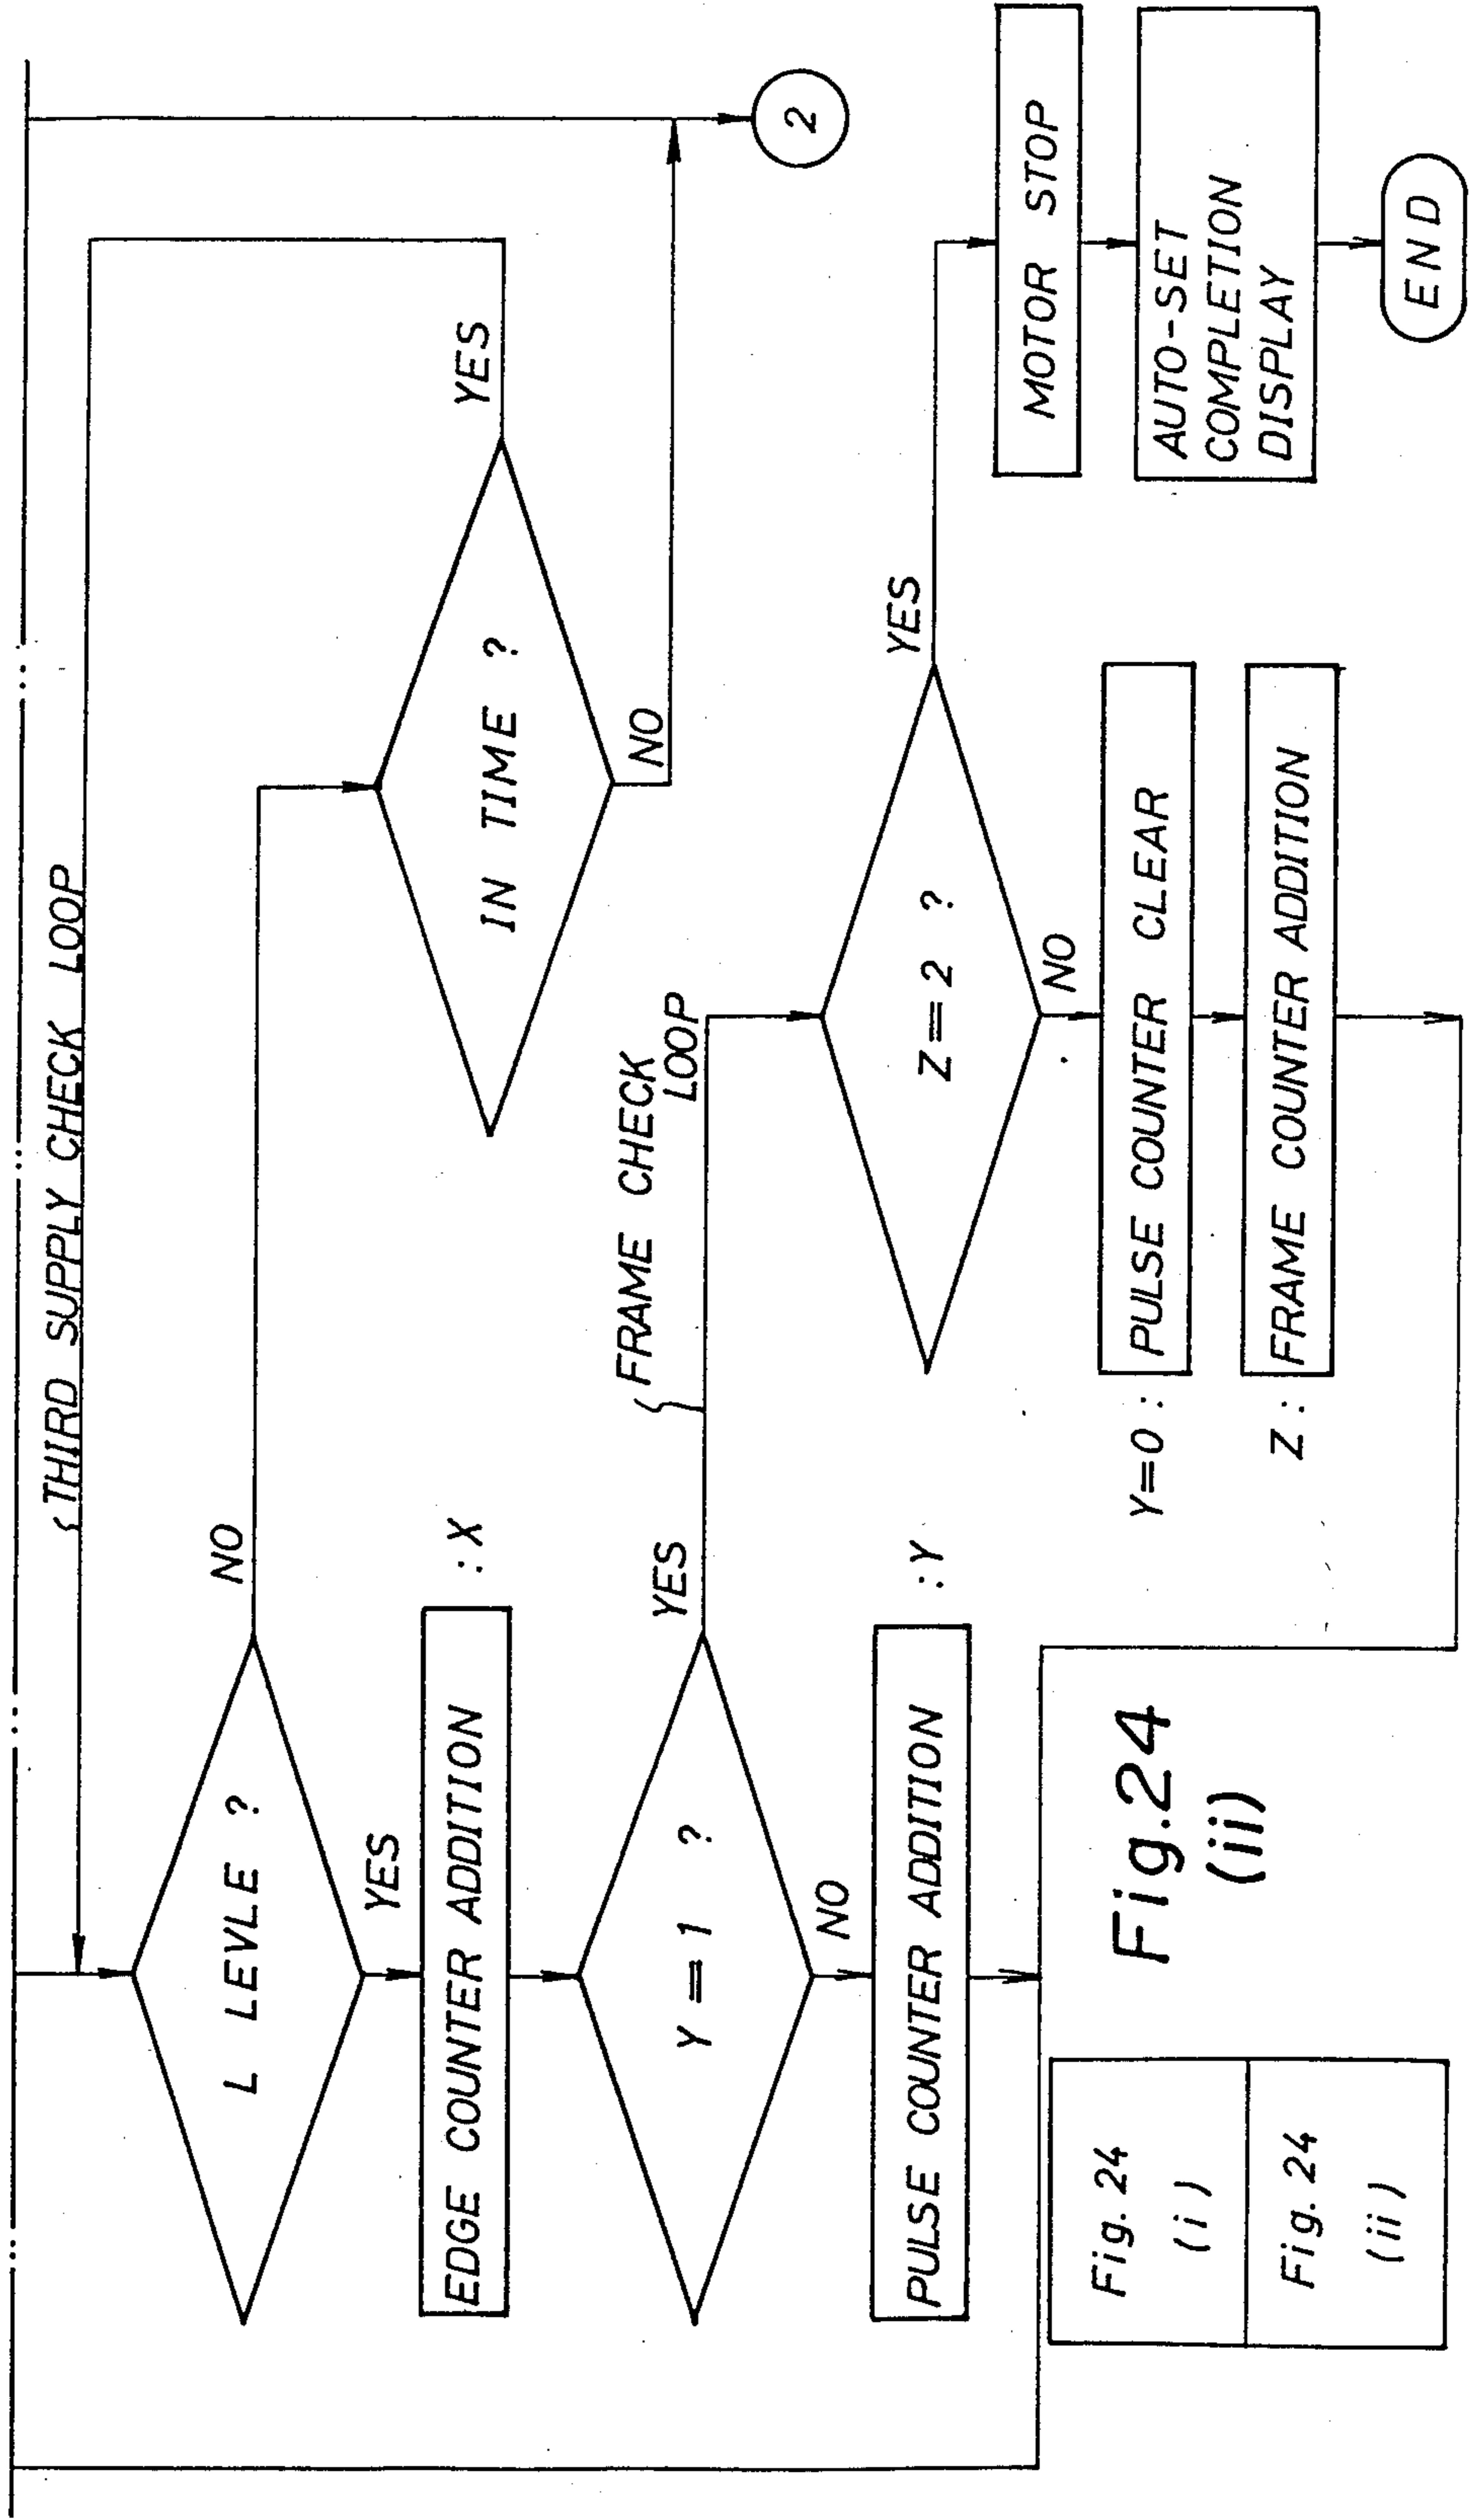 THIRD SUPPLY CHECK LOOP
L LEVLE ?
NO
YES
IN TIME ?
YES
NO
2
EDGE COUNTER ADDITION
: X
Y = 1 ?
YES
FRAME CHECK
LOOP
NO
PULSE COUNTER ADDITION
: Y
Z = 2 ?
YES
NO
MOTOR STOP
AUTO-SET
COMPLETION
DISPLAY
END
Y=0 :
PULSE COUNTER CLEAR
Z :
FRAME COUNTER ADDITION
Fig. 24
(i)
Fig. 24
(ii)
Fig.24
(ii)